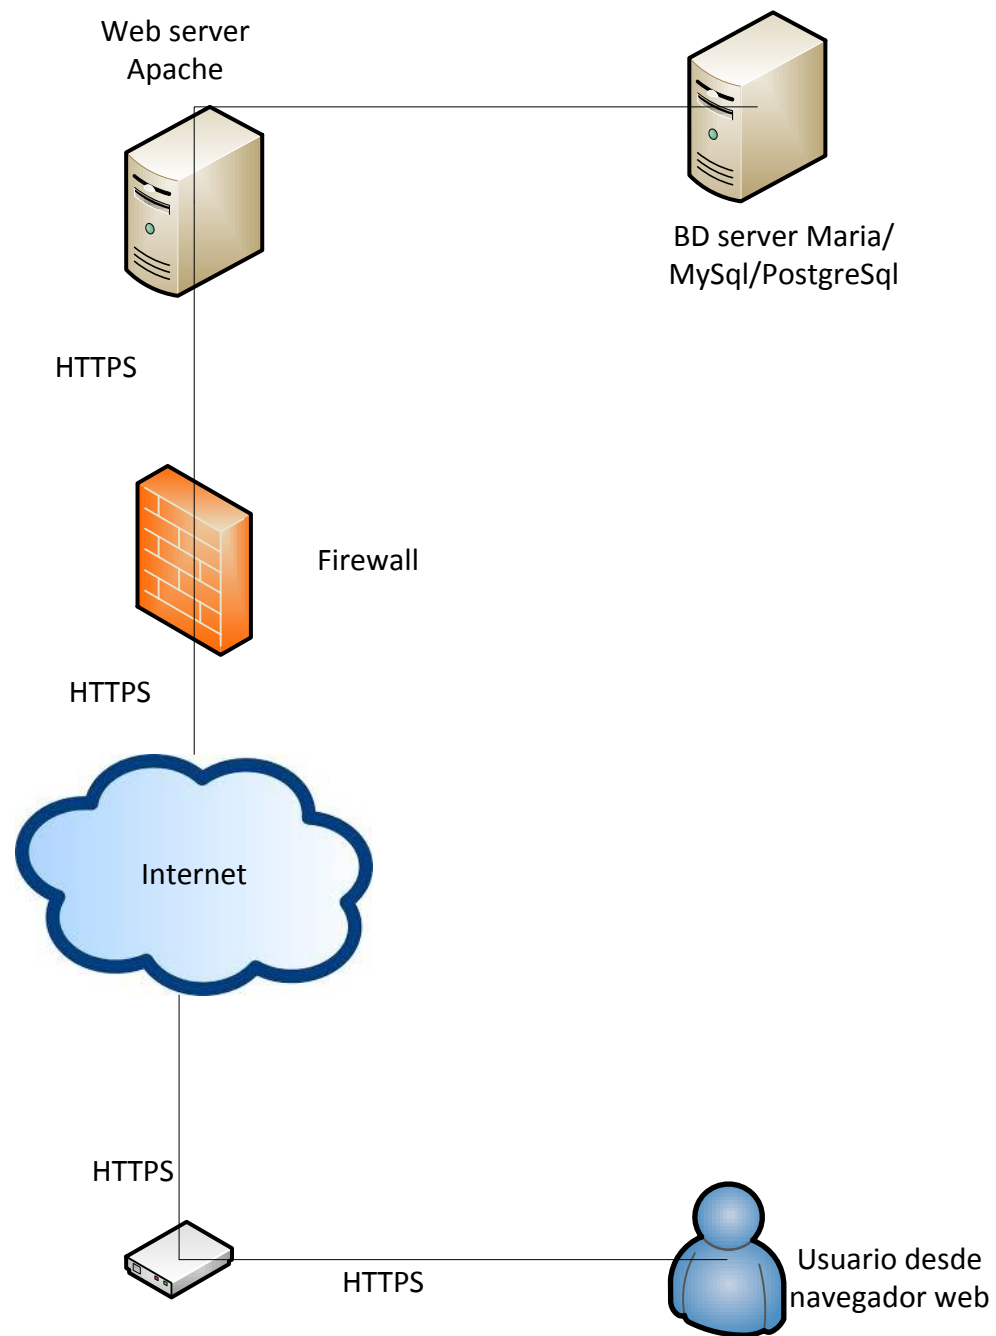 Web server
Apache
BD server Maria/
MySql/PostgreSql
HTTPS
Firewall
HTTPS
Internet
HTTPS
HTTPS
Usuario desde
navegador web